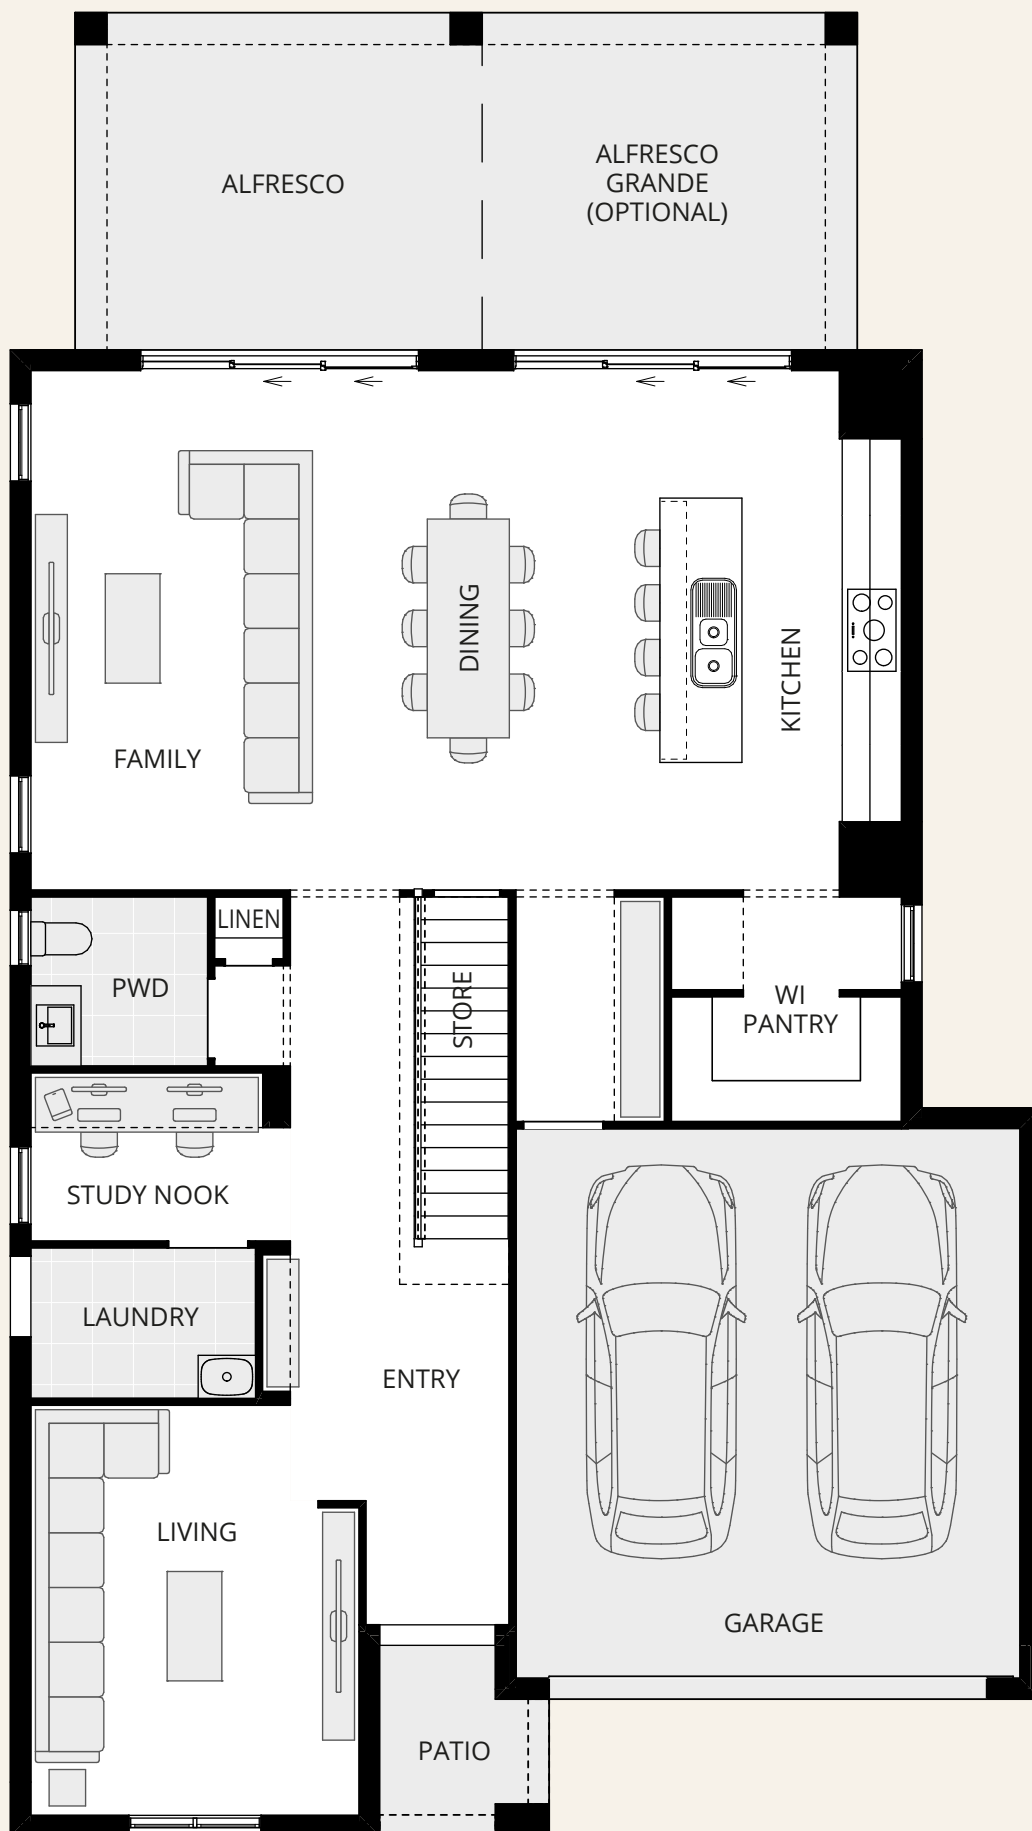 ALFRESCO
ALFRESCO
GRANDE
(OPTIONAL)
DINING
KITCHEN
FAMILY
LINEN
PWD
STORE
WI
PANTRY
STUDY NOOK
LAUNDRY
ENTRY
LIVING
GARAGE
PATIO